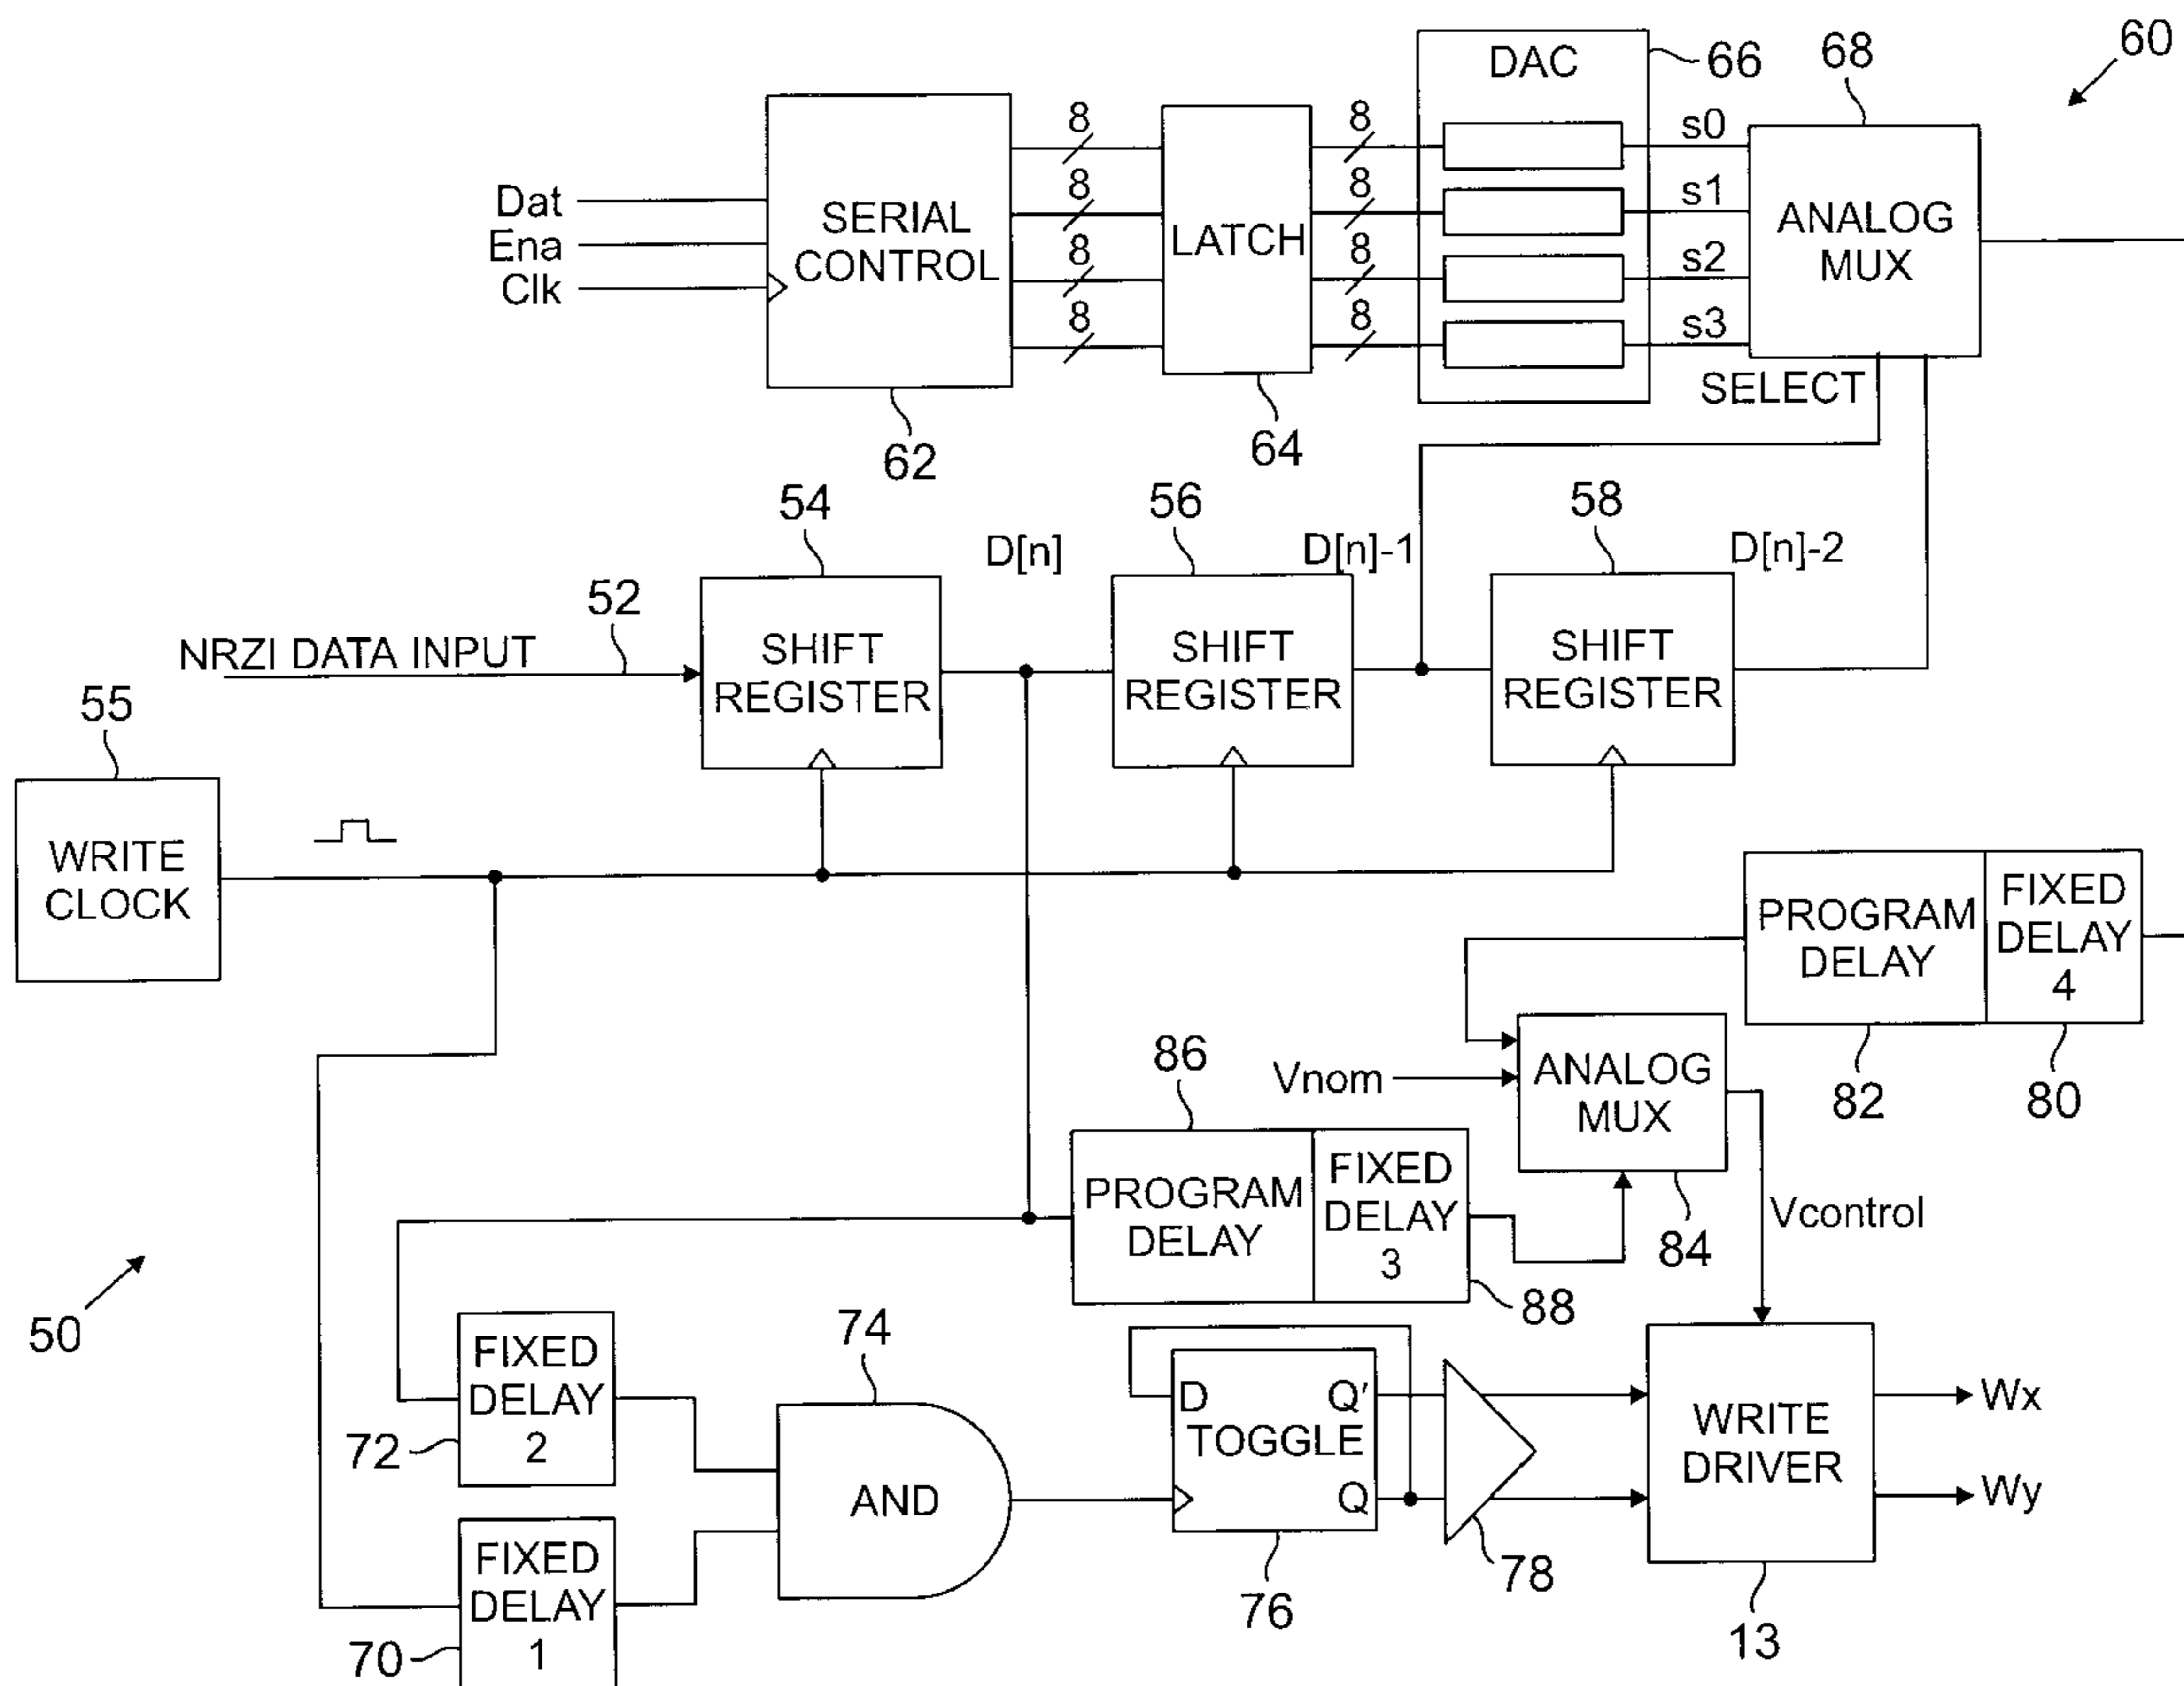 60
DAC
66
68
8
8
8
8
8
8
8
8
s0
s1
s2
s3
Dat
Ena
Clk
SERIAL
CONTROL
LATCH
ANALOG
MUX
SELECT
62
64
54
56
58
D[n]
D[n]-1
D[n]-2
52
NRZI DATA INPUT
SHIFT
REGISTER
SHIFT
REGISTER
SHIFT
REGISTER
55
WRITE
CLOCK
PROGRAM
DELAY
FIXED
DELAY
4
82
80
86
Vnom
ANALOG
MUX
84
Vcontrol
PROGRAM
DELAY
FIXED
DELAY
3
88
50
FIXED
DELAY
2
72
74
AND
D
Q'
TOGGLE
Q
76
78
WRITE
DRIVER
Wx
Wy
13
FIXED
DELAY
1
70